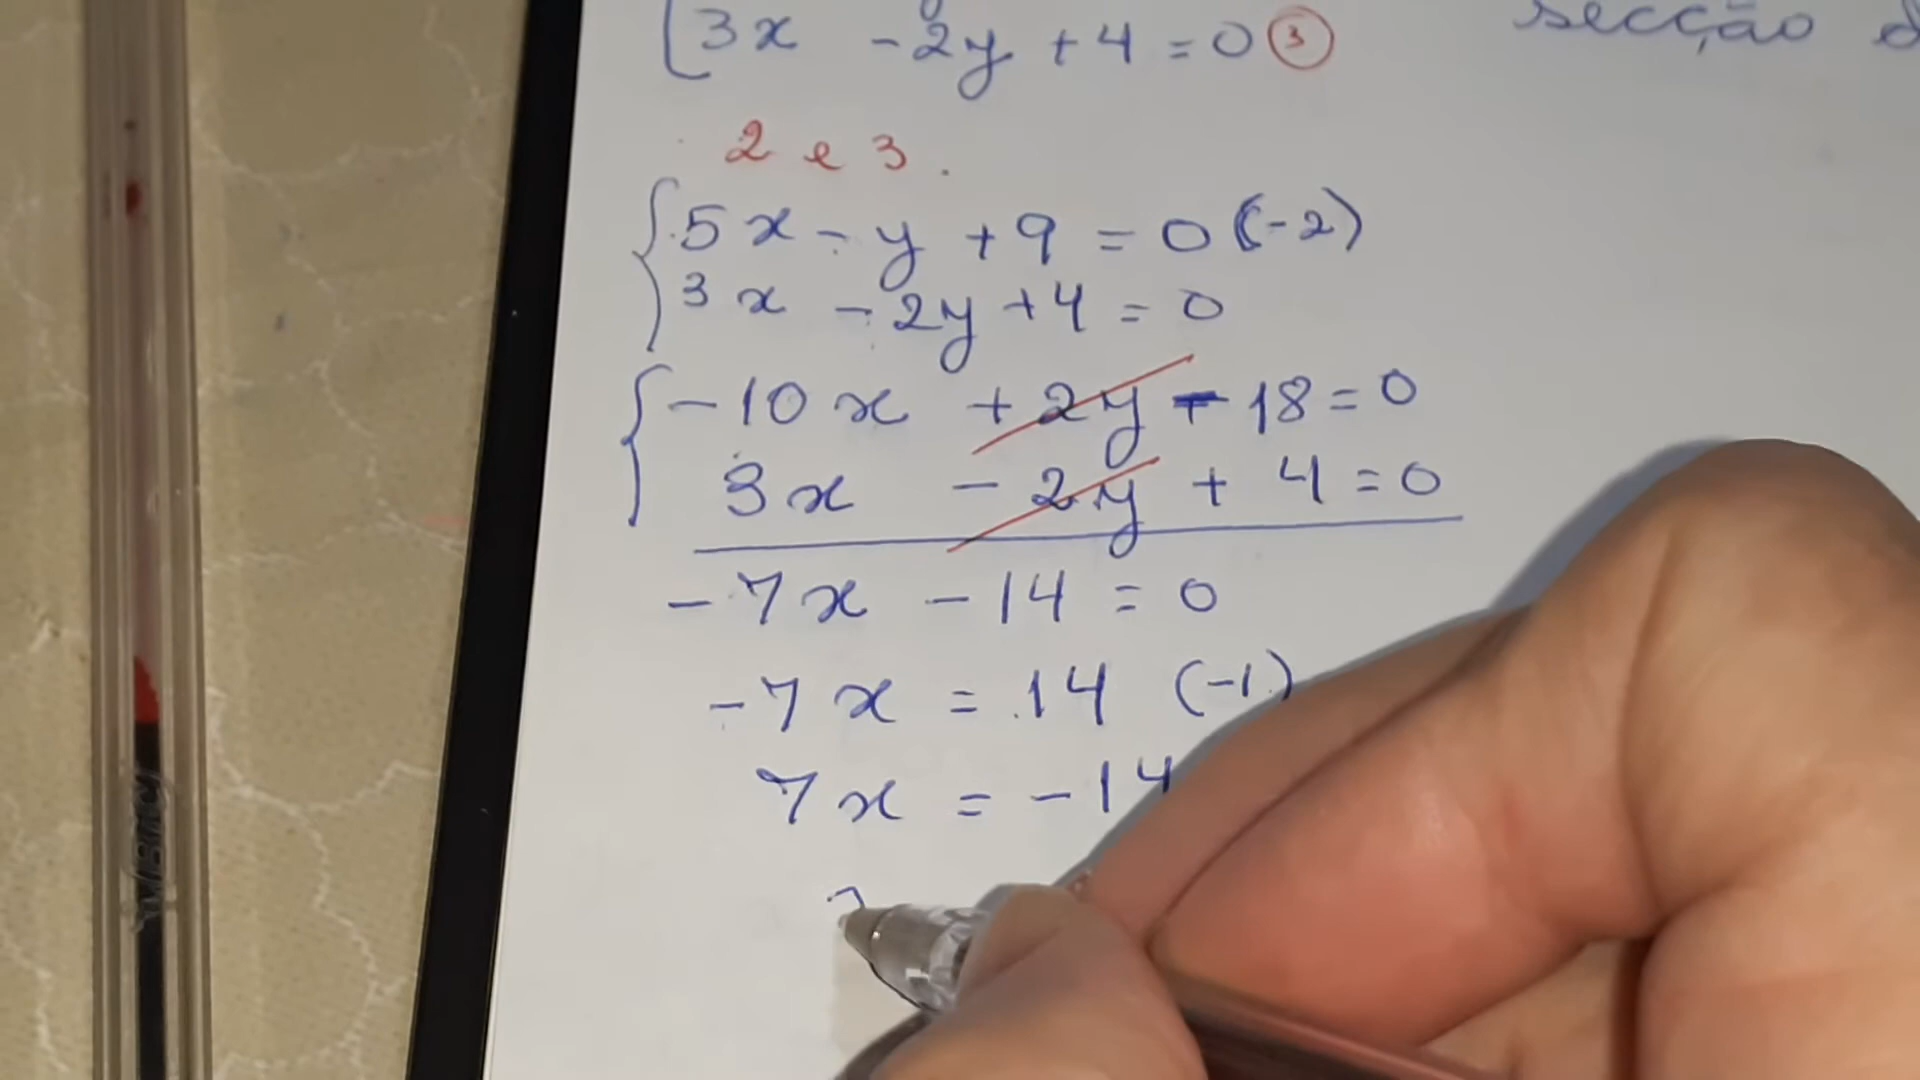 3x - 2y + 4 = 0 ③
secção
2 e 3.
5x - y + 9 = 0 (-2)
3x - 2y + 4 = 0
-10x + 2y - 18 = 0
3x - 2y + 4 = 0
-7x - 14 = 0
-7x = 14 (-1)
7x = -14